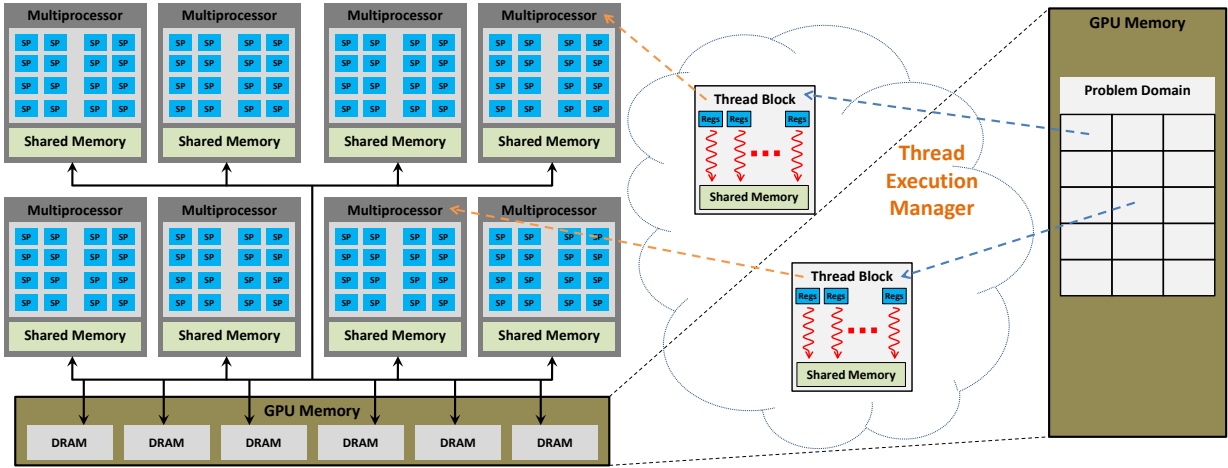 Multiprocessor Multiprocessor Multiprocessor Multiprocessor
SP SP SP SP SP SP SP SP SP SP SP SP SP SP SP SP
SP SP SP SP SP SP SP SP SP SP SP SP SP SP SP SP
SP SP SP SP SP SP SP SP SP SP SP SP SP SP SP SP
SP SP SP SP SP SP SP SP SP SP SP SP SP SP SP SP
Shared Memory Shared Memory Shared Memory Shared Memory
Multiprocessor Multiprocessor Multiprocessor Multiprocessor
SP SP SP SP SP SP SP SP SP SP SP SP SP SP SP SP
SP SP SP SP SP SP SP SP SP SP SP SP SP SP SP SP
SP SP SP SP SP SP SP SP SP SP SP SP SP SP SP SP
SP SP SP SP SP SP SP SP SP SP SP SP SP SP SP SP
Shared Memory Shared Memory Shared Memory Shared Memory
GPU Memory
DRAM DRAM DRAM DRAM DRAM DRAM
Thread Block
Regs Regs Regs
Shared Memory
Thread
Execution
Manager
Thread Block
Regs Regs Regs
Shared Memory
GPU Memory
Problem Domain